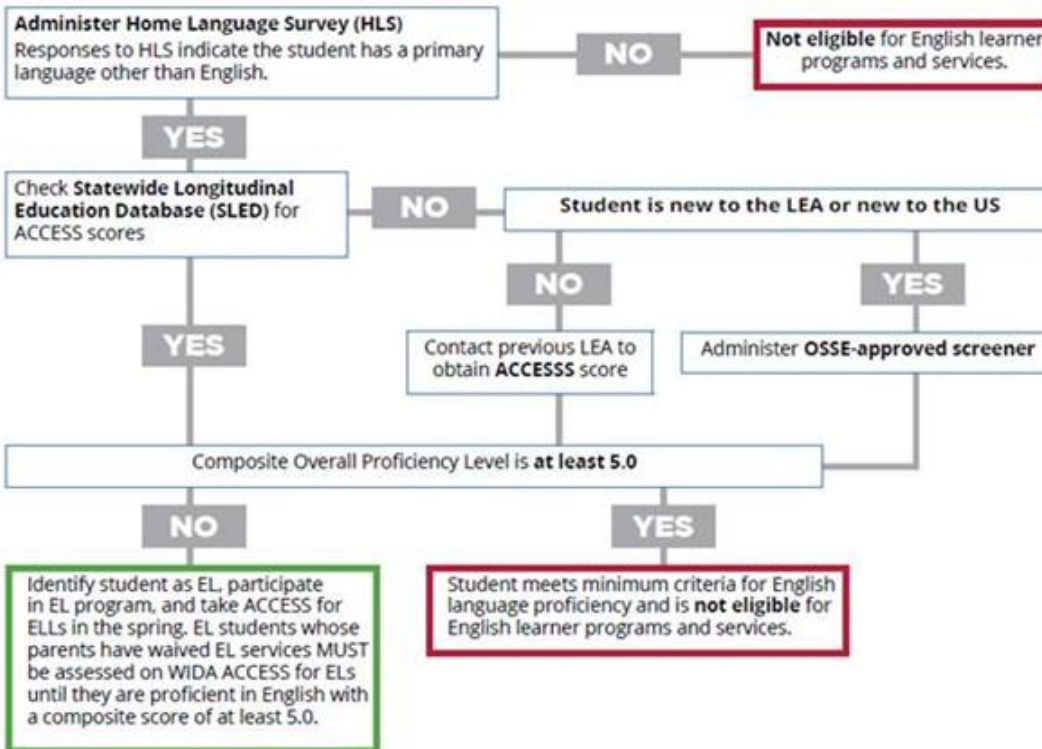 Administer Home Language Survey (HLS)
Responses to HLS indicate the student has a primary
language other than English.
NO
Not eligible for English learner
programs and services.
YES
Check Statewide Longitudinal
Education Database (SLED) for
ACCESS scores
NO
Student is new to the LEA or new to the US
NO
YES
YES
Contact previous LEA to
obtain ACCESSS score
Administer OSSE-approved screener
Composite Overall Proficiency Level is at least 5.0
NO
YES
Identify student as EL, participate
in EL program, and take ACCESS for
ELLs in the spring. EL students whose
parents have waived EL services MUST
be assessed on WIDA ACCESS for ELs
until they are proficient in English with
a composite score of at least 5.0.
Student meets minimum criteria for English
language proficiency and is not eligible for
English learner programs and services.